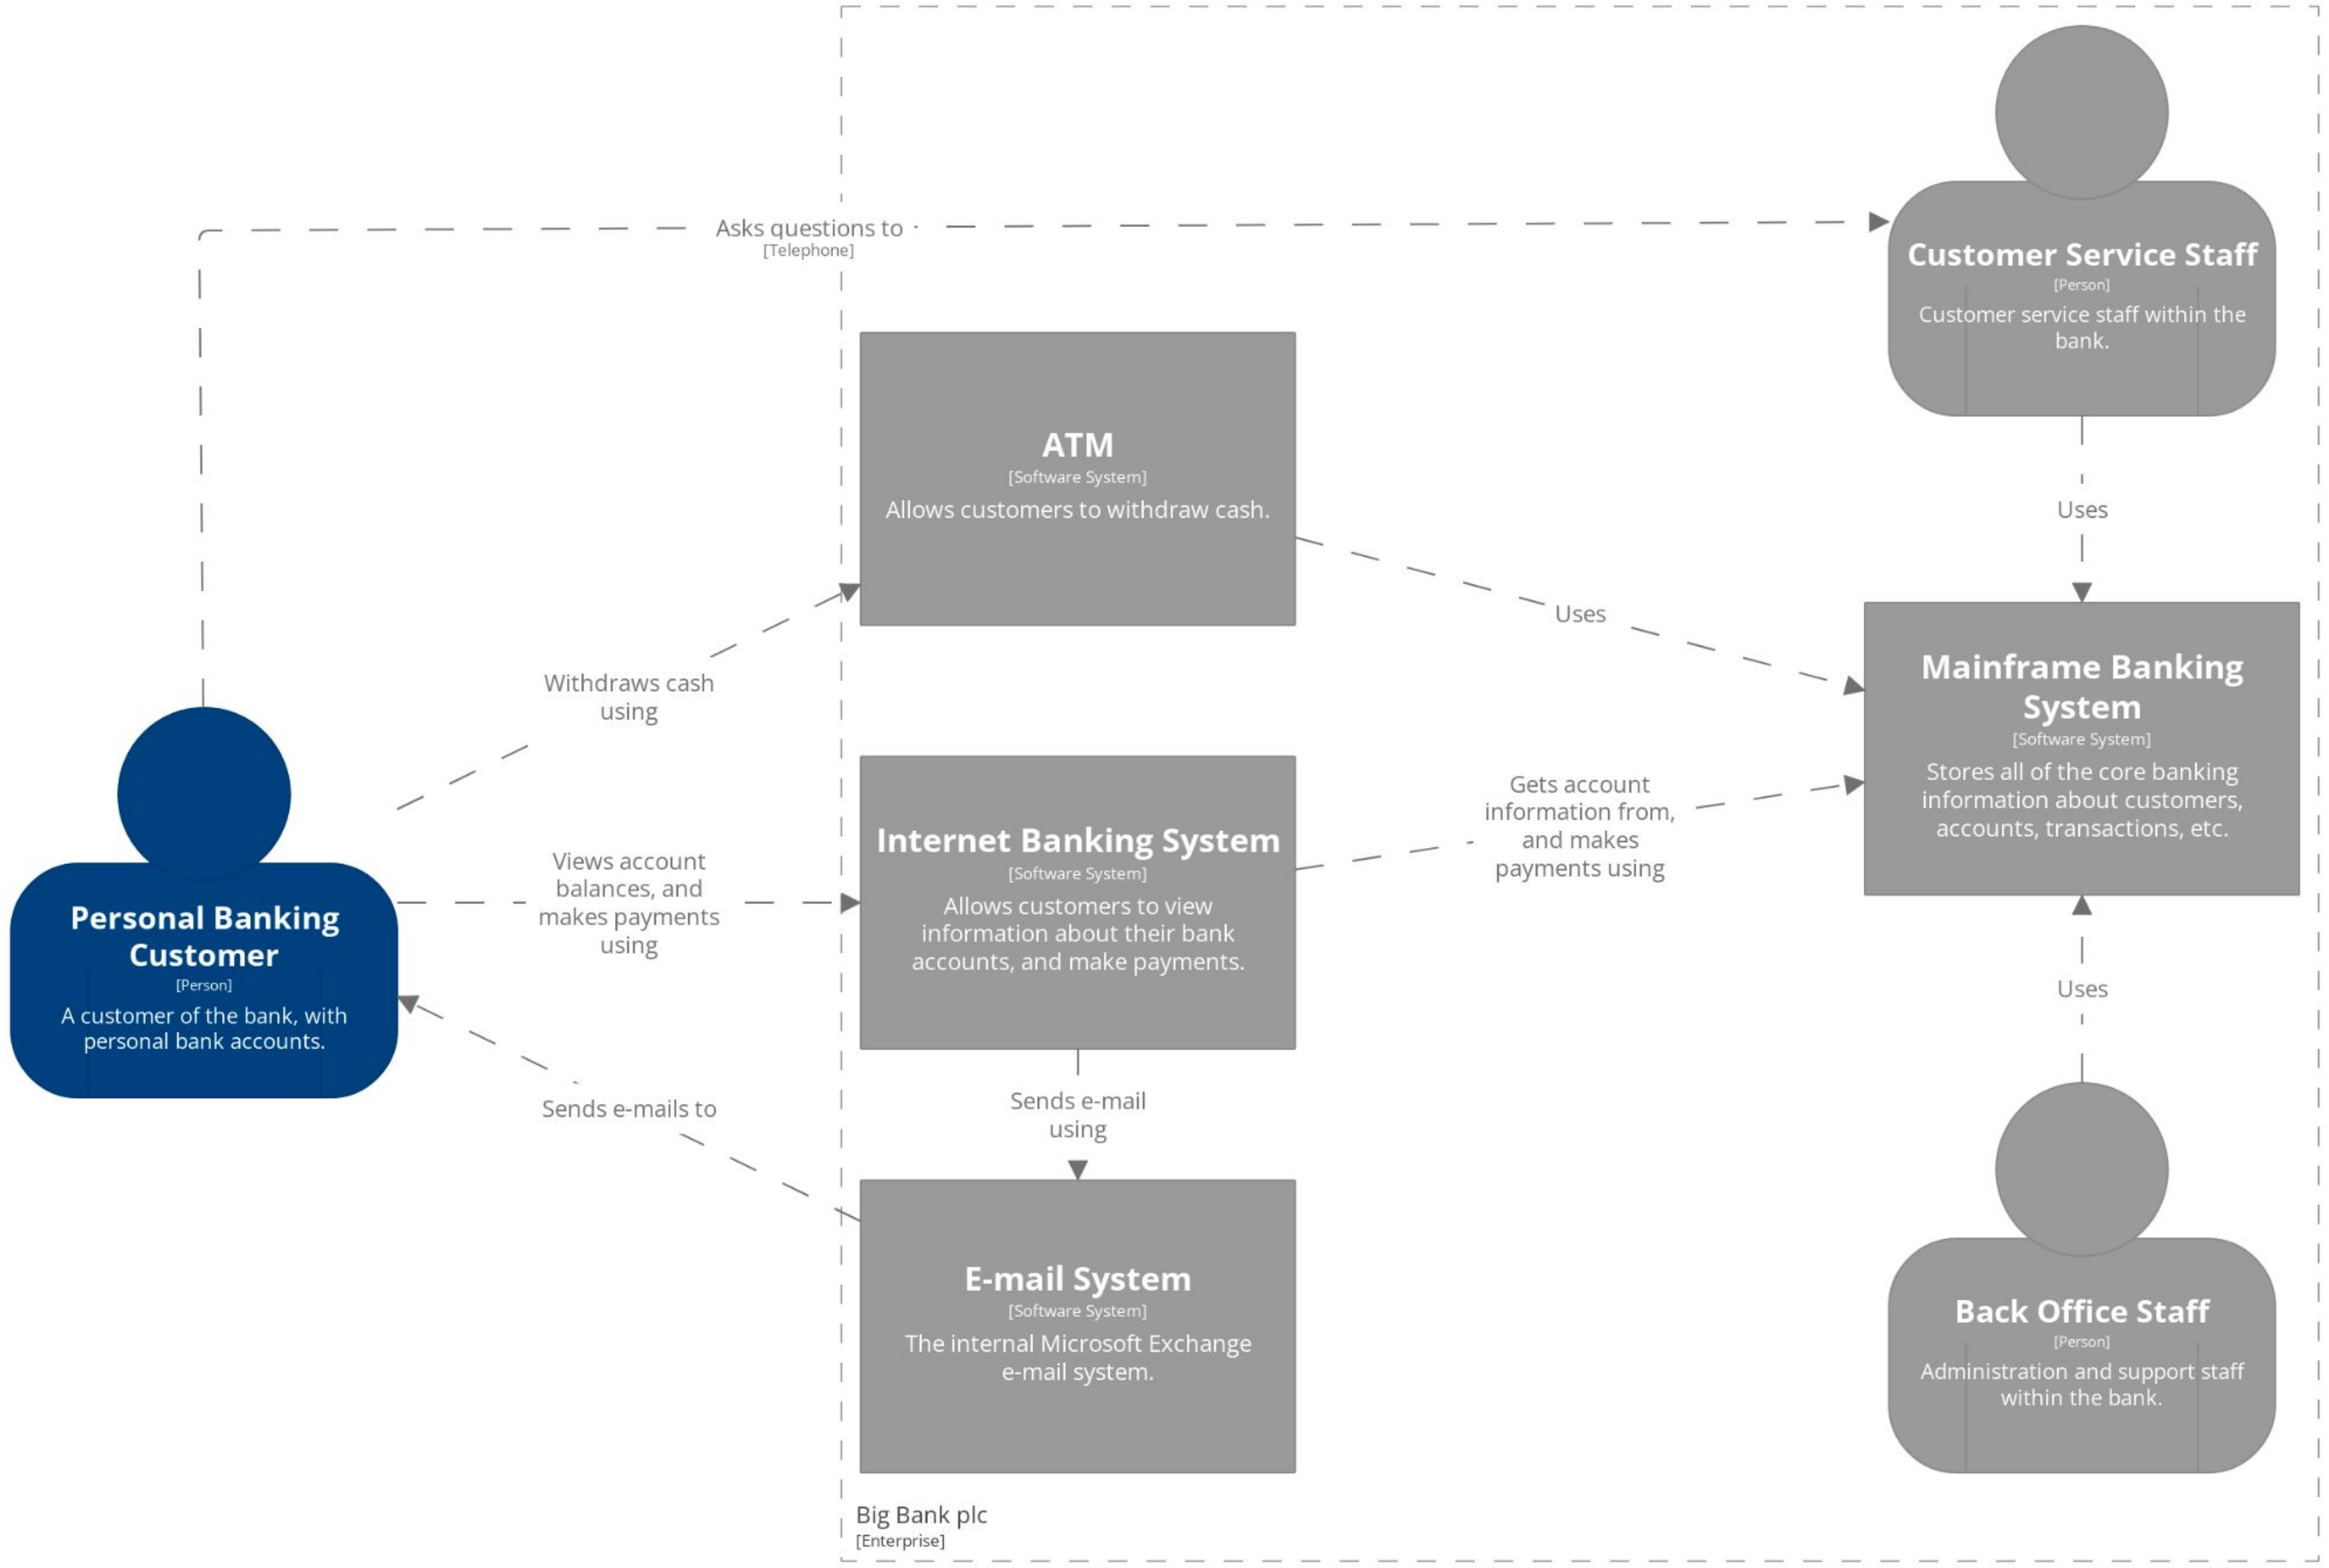 Asks questions to
[Telephone]
Customer Service Staff
[Person]
Customer service staff within the
bank.
ATM
[Software System]
Allows customers to withdraw cash.
Uses
Uses
Withdraws cash
using
Mainframe Banking
System
[Software System]
Stores all of the core banking
information about customers,
accounts, transactions, etc.
Gets account
information from,
and makes
payments using
Internet Banking System
[Software System]
Allows customers to view
information about their bank
accounts, and make payments.
Views account
balances, and
makes payments
using
Personal Banking
Customer
[Person]
A customer of the bank, with
personal bank accounts.
Uses
Sends e-mails to
Sends e-mail
using
E-mail System
[Software System]
The internal Microsoft Exchange
e-mail system.
Back Office Staff
[Person]
Administration and support staff
within the bank.
Big Bank plc
[Enterprise]